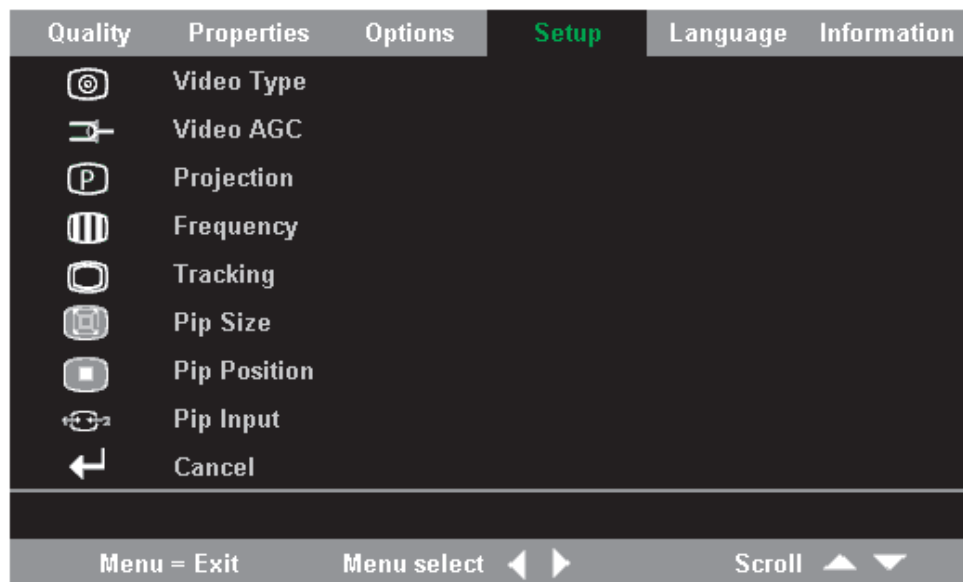 Quality Properties Options Setup Language Information
Video Type
Video AGC
P Projection
Frequency
Tracking
Pip Size
Pip Position
Pip Input
Cancel
Menu = Exit Menu select Scroll